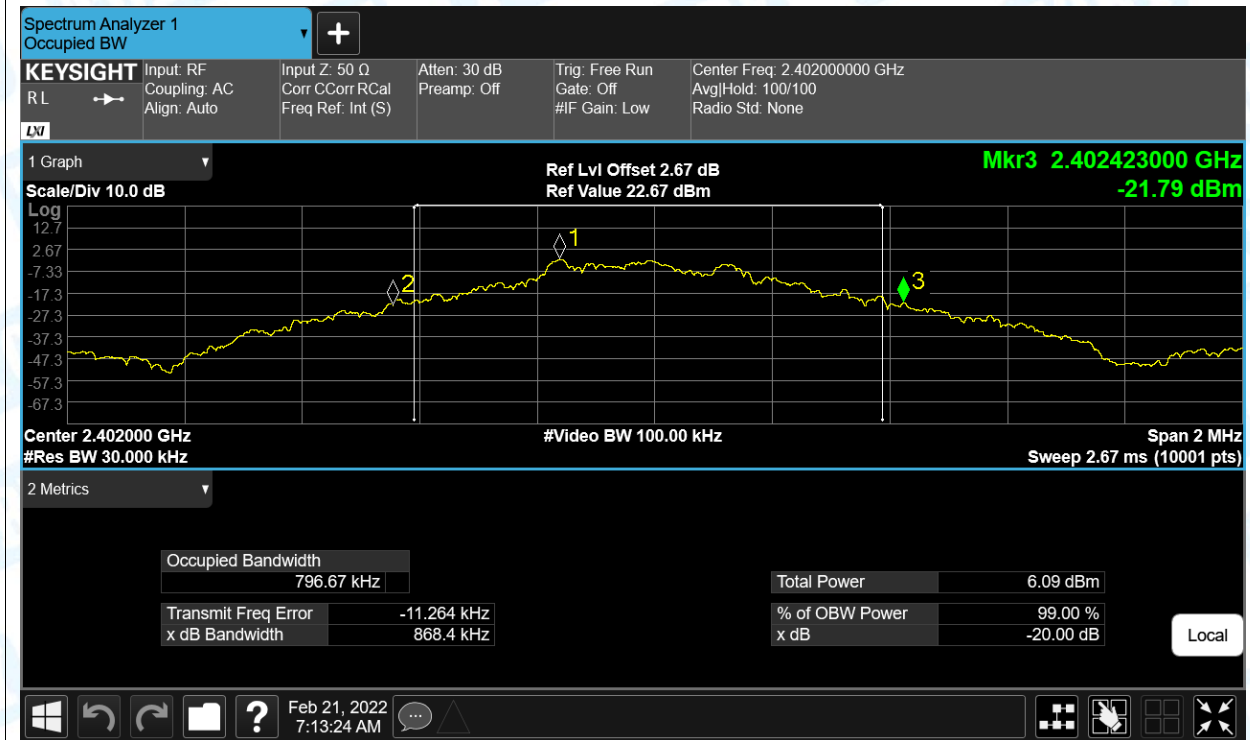 Spectrum Analyzer 1
Occupied BW
KEYSIGHT Input: RF Input Z: 50 Ω Atten: 30 dB Trig: Free Run Center Freq: 2.402000000 GHz
R L Coupling: AC Corr CCorr RCal Preamp: Off Gate: Off Avg|Hold: 100/100
Align: Auto Freq Ref: Int (S) #IF Gain: Low Radio Std: None
LXI
1 Graph Ref Lvl Offset 2.67 dB Mkr3 2.402423000 GHz
Scale/Div 10.0 dB Ref Value 22.67 dBm -21.79 dBm
Log
12.7
2.67
-7.33
-17.3
-27.3
-37.3
-47.3
-57.3
-67.3
1
2
3
Center 2.402000 GHz #Video BW 100.00 kHz Span 2 MHz
#Res BW 30.000 kHz Sweep 2.67 ms (10001 pts)
2 Metrics
Occupied Bandwidth
796.67 kHz Total Power 6.09 dBm
Transmit Freq Error -11.264 kHz % of OBW Power 99.00 %
x dB Bandwidth 868.4 kHz x dB -20.00 dB
Local
? Feb 21, 2022
7:13:24 AM